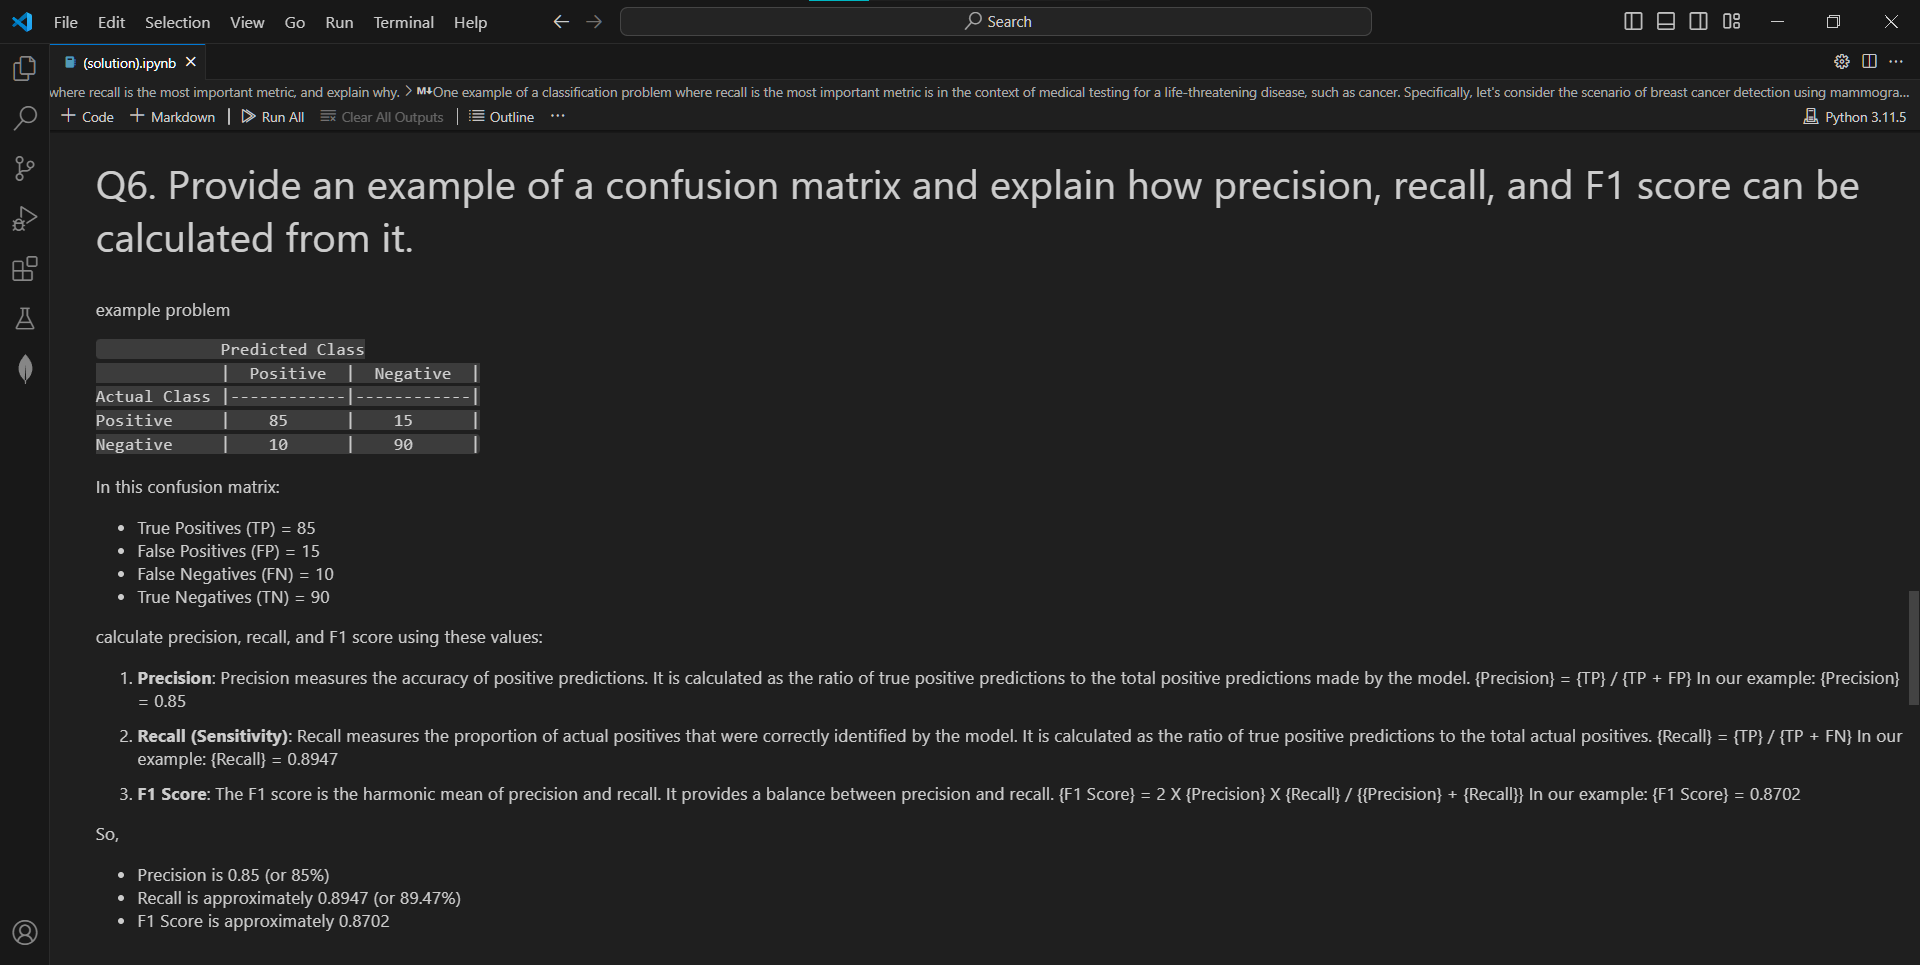 File Edit Selection View Go Run Terminal Help Search
(solution).ipynb
where recall is the most important metric, and explain why. > M↓One example of a classification problem where recall is the most important metric is in the context of medical testing for a life-threatening disease, such as cancer. Specifically, let's consider the scenario of breast cancer detection using mammogra...
+ Code + Markdown | Run All Clear All Outputs | Outline ... Python 3.11.5
Q6. Provide an example of a confusion matrix and explain how precision, recall, and F1 score can be
calculated from it.
example problem
Predicted Class
| Positive | Negative |
Actual Class |------------|------------|
Positive | 85 | 15 |
Negative | 10 | 90 |
In this confusion matrix:
• True Positives (TP) = 85
• False Positives (FP) = 15
• False Negatives (FN) = 10
• True Negatives (TN) = 90
calculate precision, recall, and F1 score using these values:
1. Precision: Precision measures the accuracy of positive predictions. It is calculated as the ratio of true positive predictions to the total positive predictions made by the model. {Precision} = {TP} / {TP + FP} In our example: {Precision}
= 0.85
2. Recall (Sensitivity): Recall measures the proportion of actual positives that were correctly identified by the model. It is calculated as the ratio of true positive predictions to the total actual positives. {Recall} = {TP} / {TP + FN} In our
example: {Recall} = 0.8947
3. F1 Score: The F1 score is the harmonic mean of precision and recall. It provides a balance between precision and recall. {F1 Score} = 2 X {Precision} X {Recall} / {{Precision} + {Recall}} In our example: {F1 Score} = 0.8702
So,
• Precision is 0.85 (or 85%)
• Recall is approximately 0.8947 (or 89.47%)
• F1 Score is approximately 0.8702